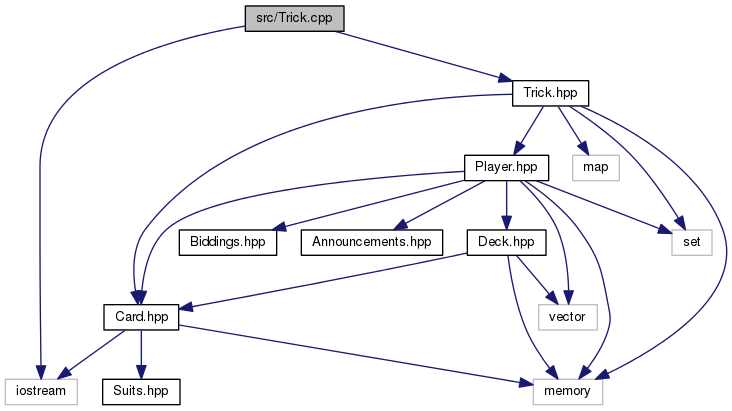 src/Trick.cpp
Trick.hpp
Player.hpp
map
Biddings.hpp
Announcements.hpp
Deck.hpp
set
Card.hpp
vector
iostream
Suits.hpp
memory